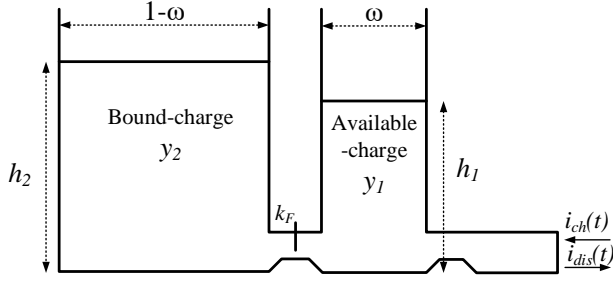 1-ω
ω
Bound-charge
y2
Available
-charge
y1
h2
h1
kF
ich(t)
idis(t)